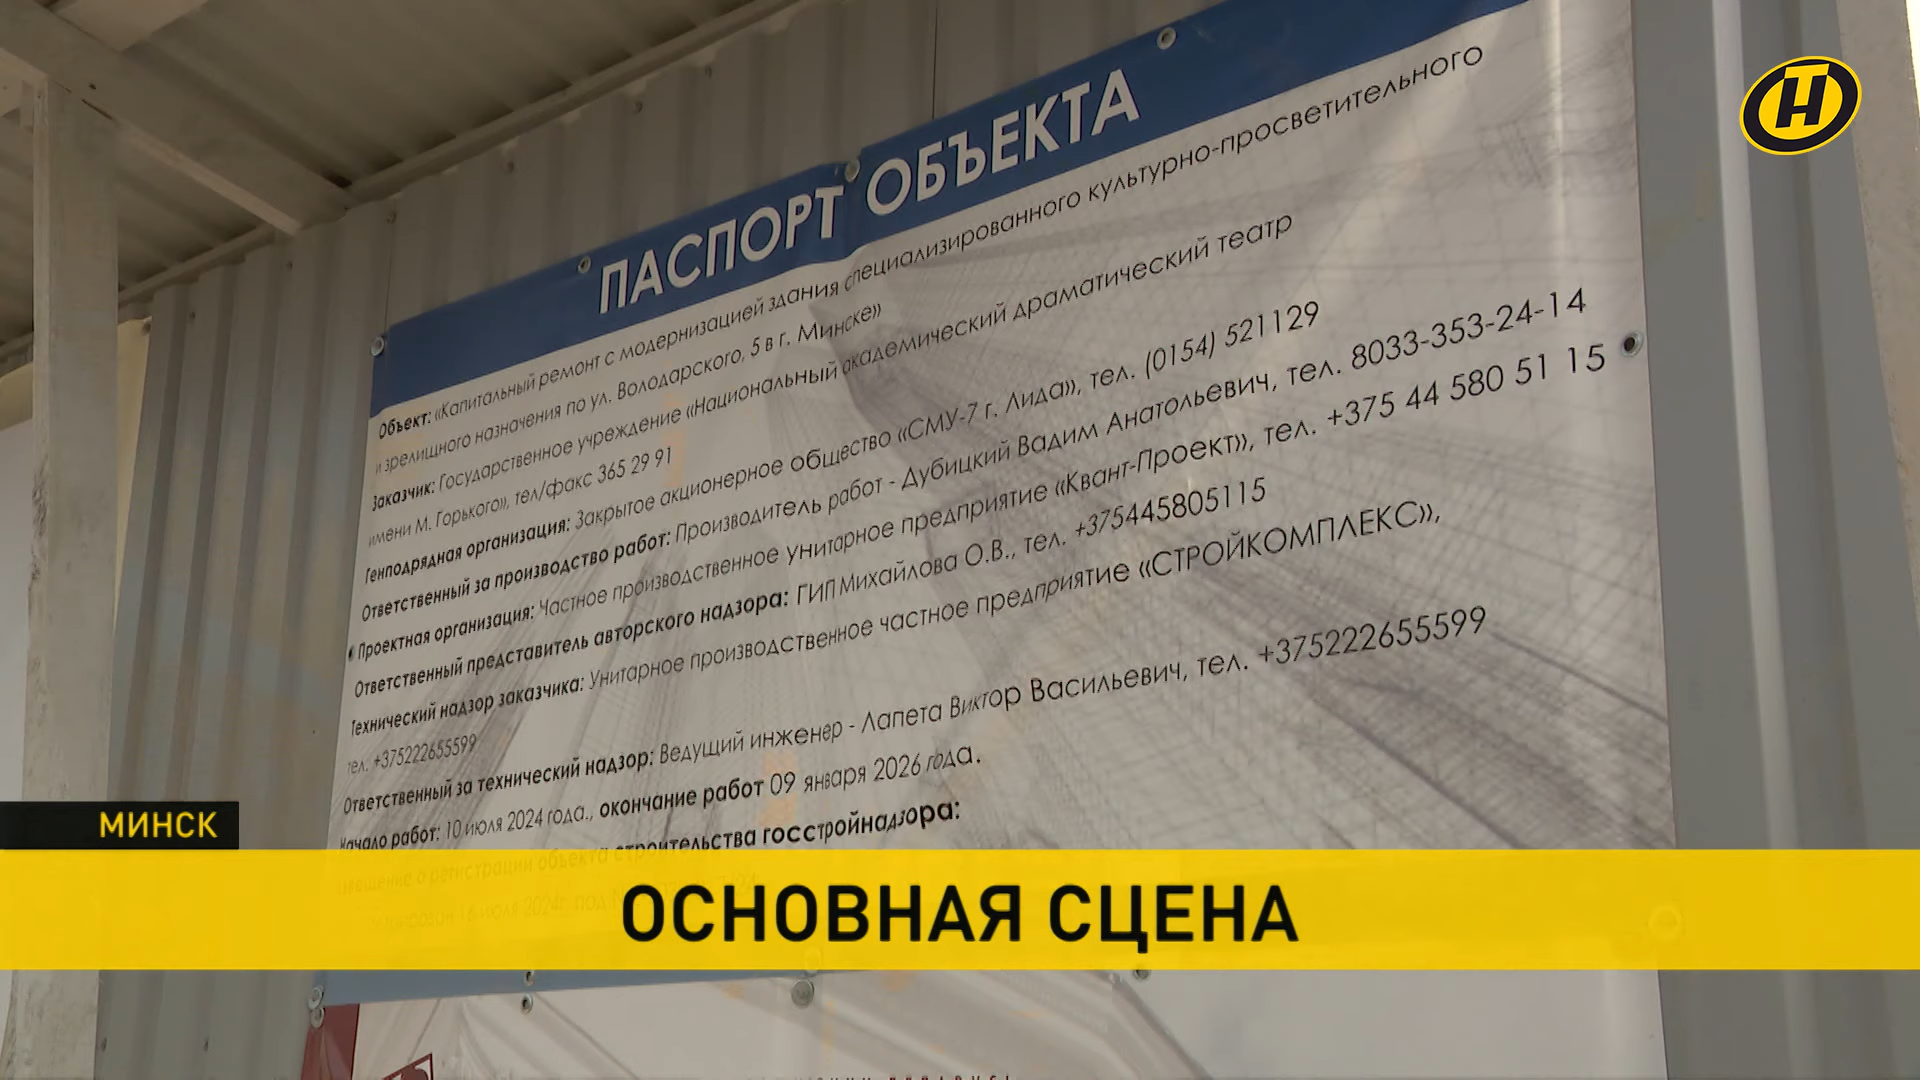 ПАСПОРТ ОБЪЕКТА
Объект: «Капитальный ремонт с модернизацией здания специализированного культурно-просветительного
и зрелищного назначения по ул. Володарского, 5 в г. Минске»
Заказчик: Государственное учреждение «Национальный академический драматический театр
имени М. Горького», тел/факс 365 29 91
Генподрядная организация: Закрытое акционерное общество «СМУ-7 г. Лида», тел. (0154) 521129
Ответственный за производство работ: Производитель работ - Дубицкий Вадим Анатольевич, тел. 8033-353-24-14
Проектная организация: Частное производственное унитарное предприятие «Квант-Проект», тел. +375 44 580 51 15
Ответственный представитель авторского надзора: ГИП Михайлова О.В., тел. +375445805115
Технический надзор заказчика: Унитарное производственное частное предприятие «СТРОЙКОМПЛЕКС»,
тел. +375222655599
Ответственный за технический надзор: Ведущий инженер - Лапета Виктор Васильевич, тел. +375222655599
Начало работ: 10 июля 2024 года., окончание работ 09 января 2026 года.
о регистрации объекта строительства госстройнадзора:
июля 2024г.
МИНСК
ОСНОВНАЯ СЦЕНА